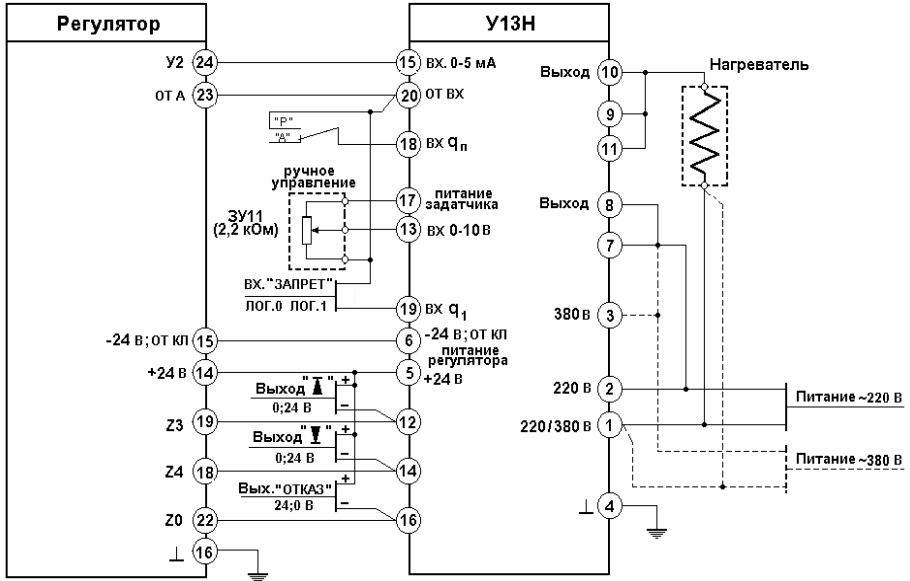 Регулятор
У13Н
У2 24
15 ВХ. 0-5 мА
ОТ А 23
20 ОТ ВХ
"Р"
"А"
18 ВХ qп
ручное
управление
ЗУ11
(2,2 кОм)
17 питание
задатчика
13 ВХ 0-10 В
ВХ."ЗАПРЕТ"
ЛОГ.0 ЛОГ.1
19 ВХ q1
-24 В; ОТ КЛ 15
6 -24 В; ОТ КЛ
питание
регулятора
+24 В 14
5 +24 В
Выход " "
+
0;24 В
–
Z3 19
12
Выход " "
+
0;24 В
–
Z4 18
14
Вых."ОТКАЗ"
+
24;0 В
–
Z0 22
16
⊥ 16
Выход 10
9
11
Нагреватель
Выход 8
7
380 В 3
220 В 2
220/380 В 1
Питание ~220 В
Питание ~380 В
⊥ 4